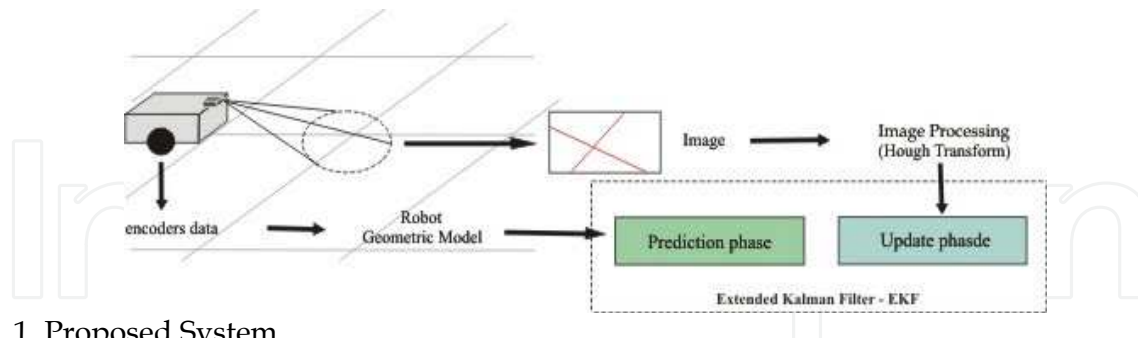 Image
Image Processing
(Hough Transform)
encoders data
Robot
Geometric Model
Prediction phase
Update phasde
Extended Kalman Filter - EKF
1. Proposed System